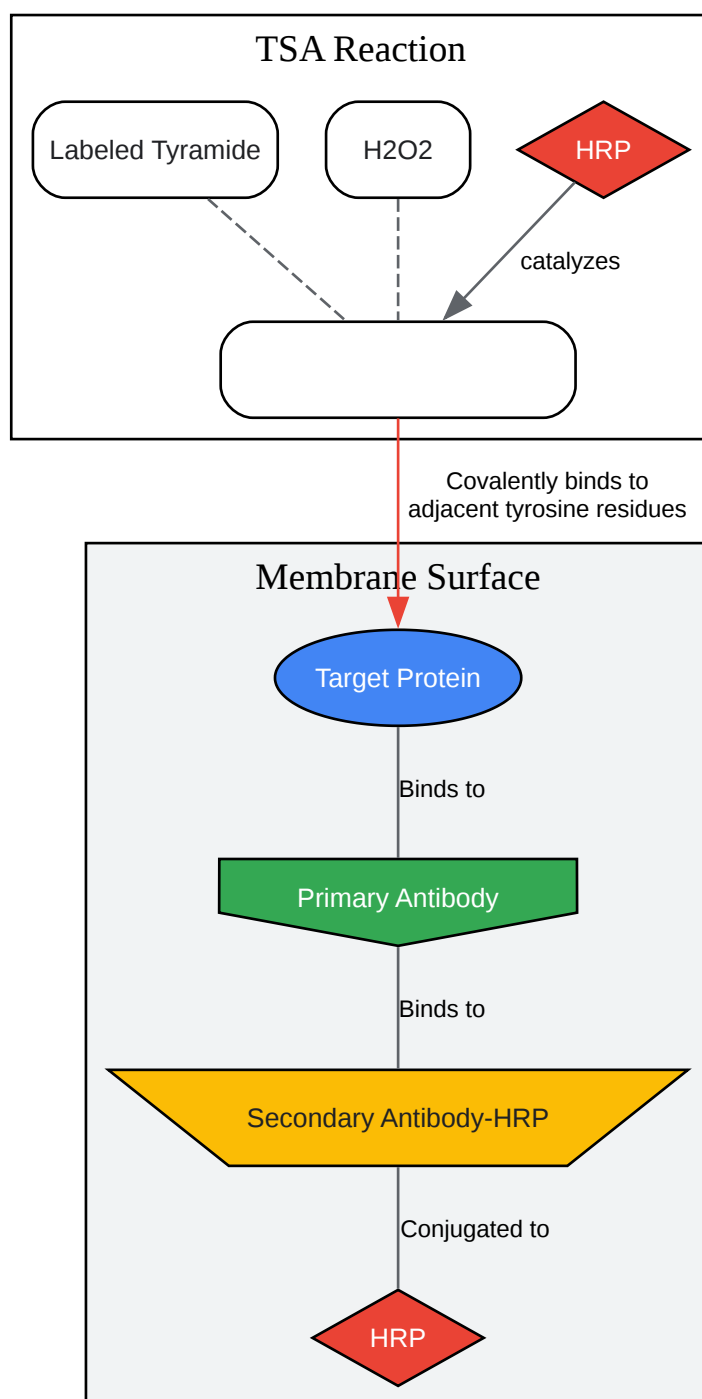 TSA Reaction
Labeled Tyramide
H2O2
HRP
catalyzes
Covalently binds to
adjacent tyrosine residues
Membrane Surface
Target Protein
Binds to
Primary Antibody
Binds to
Secondary Antibody-HRP
Conjugated to
HRP